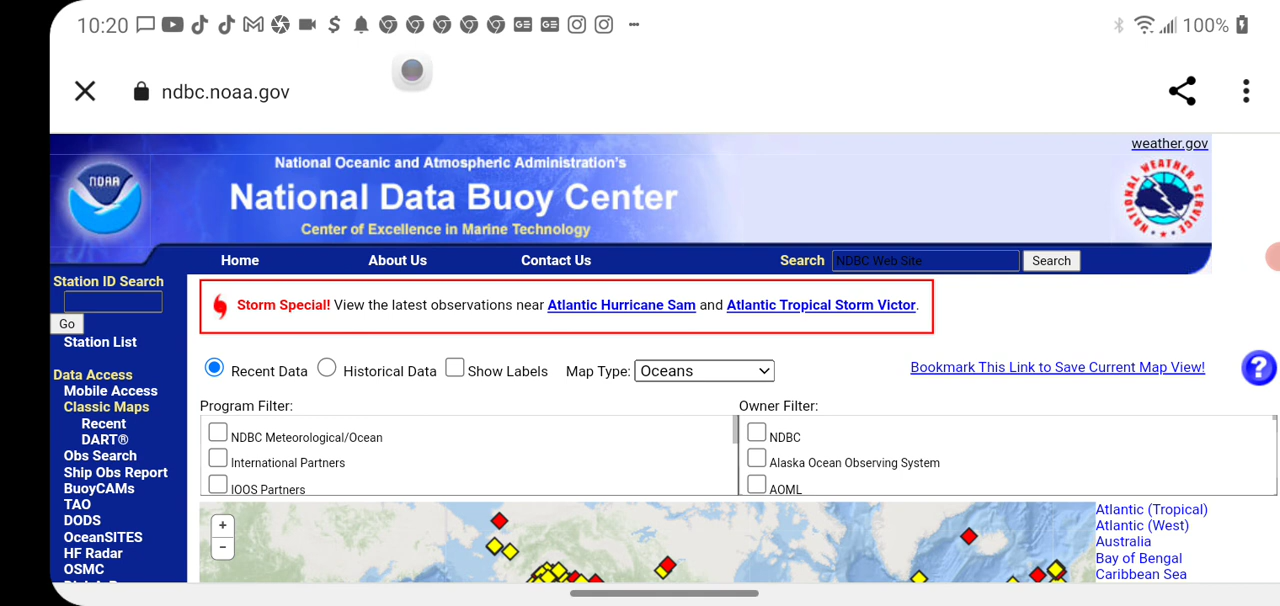 10:20 100%
ndbc.noaa.gov
weather.gov
National Oceanic and Atmospheric Administration's
National Data Buoy Center
Center of Excellence in Marine Technology
NOAA
NATIONAL WEATHER SERVICE
Home About Us Contact Us Search NDBC Web Site Search
Station ID Search
Go
Station List
Data Access
Mobile Access
Classic Maps
Recent
DART®
Obs Search
Ship Obs Report
BuoyCAMs
TAO
DODS
OceanSITES
HF Radar
OSMC
Storm Special! View the latest observations near Atlantic Hurricane Sam and Atlantic Tropical Storm Victor.
Recent Data Historical Data Show Labels Map Type: Oceans Bookmark This Link to Save Current Map View! ?
Program Filter:
NDBC Meteorological/Ocean
International Partners
IOOS Partners
Owner Filter:
NDBC
Alaska Ocean Observing System
AOML
+
−
Atlantic (Tropical)
Atlantic (West)
Australia
Bay of Bengal
Caribbean Sea